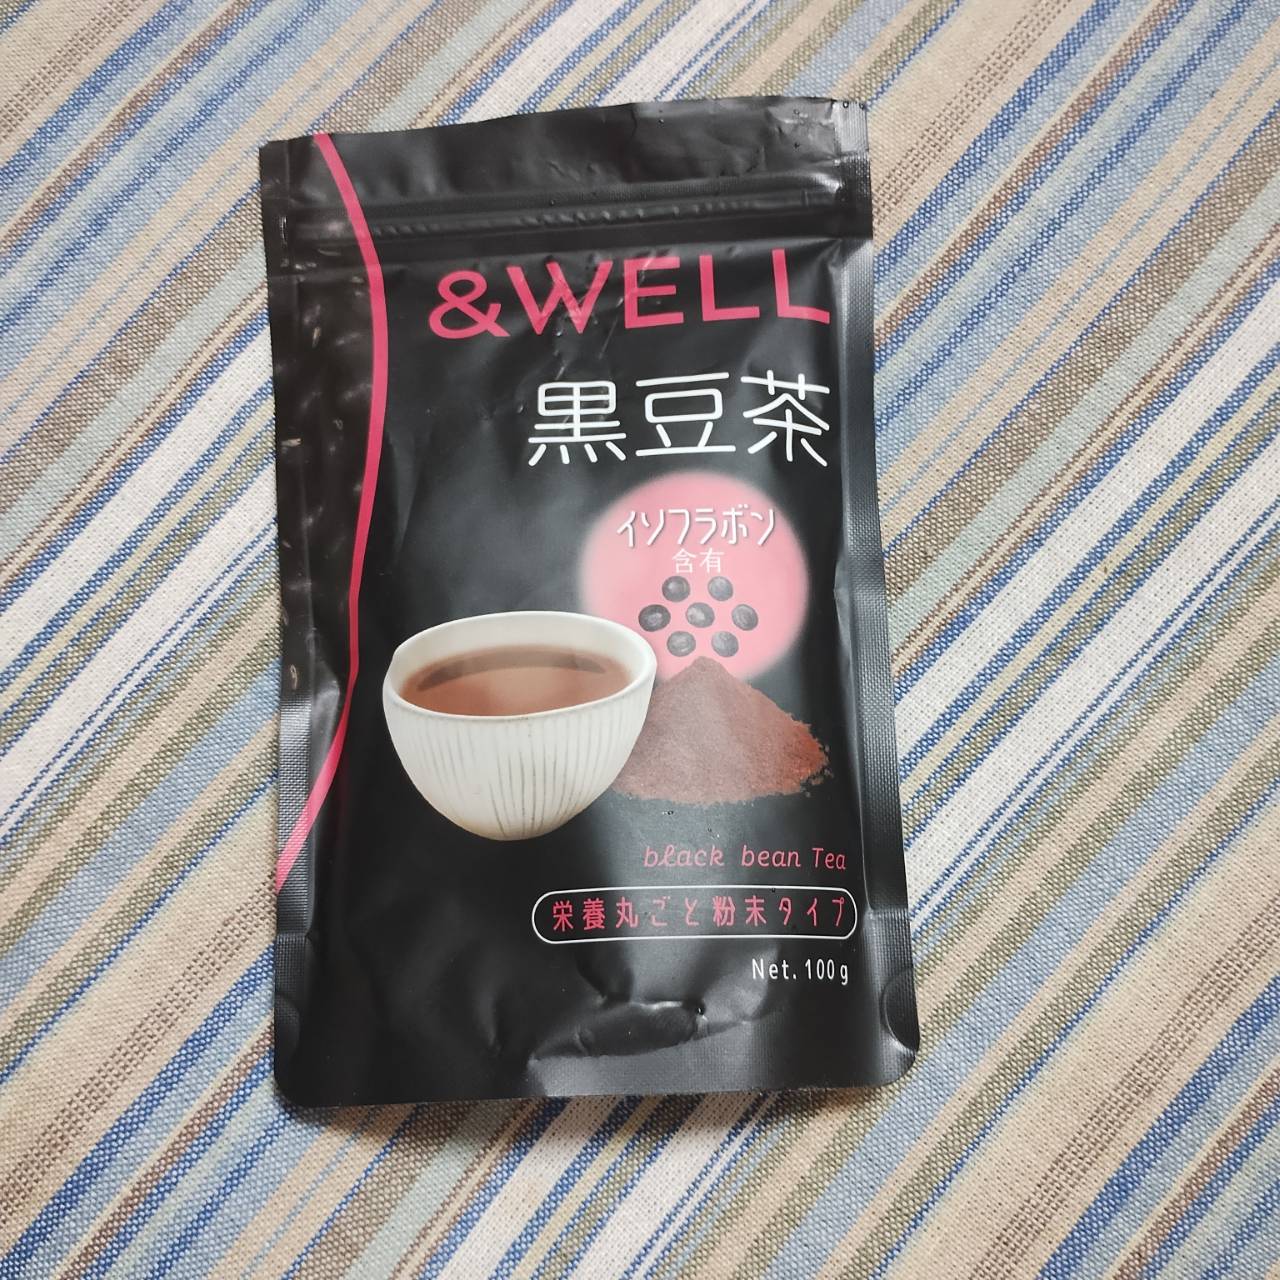 &WELL
黒豆茶
イソフラボン
含有
black bean Tea
栄養丸ごと粉末タイプ
Net.100g